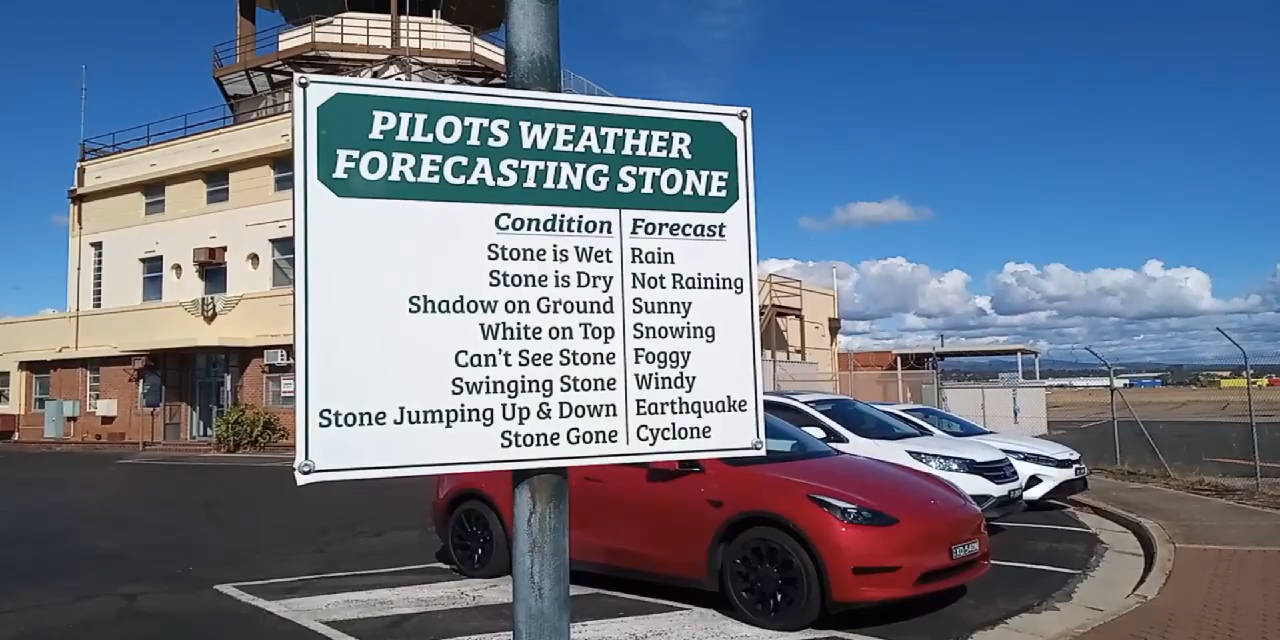 PILOTS WEATHER
FORECASTING STONE
Condition Forecast
Stone is Wet Rain
Stone is Dry Not Raining
Shadow on Ground Sunny
White on Top Snowing
Can't See Stone Foggy
Swinging Stone Windy
Stone Jumping Up & Down Earthquake
Stone Gone Cyclone